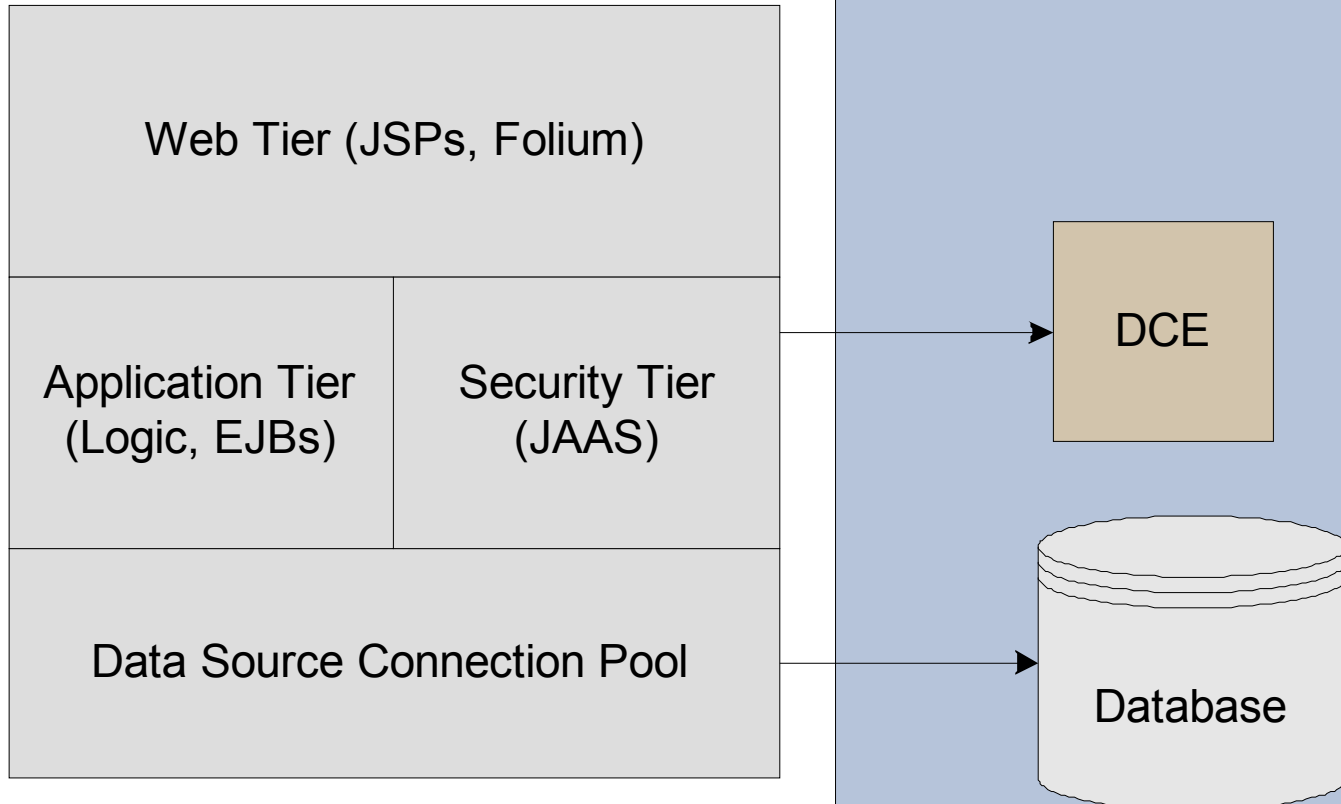 Web Tier (JSPs, Folium)
Application Tier
(Logic, EJBs)
Security Tier
(JAAS)
DCE
Data Source Connection Pool
Database